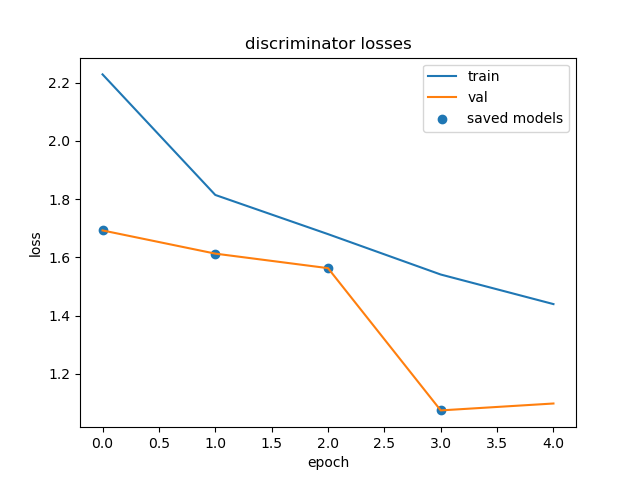 discriminator losses
train
val
saved models
2.2
2.0
1.8
1.6
1.4
1.2
loss
0.0 0.5 1.0 1.5 2.0 2.5 3.0 3.5 4.0
epoch